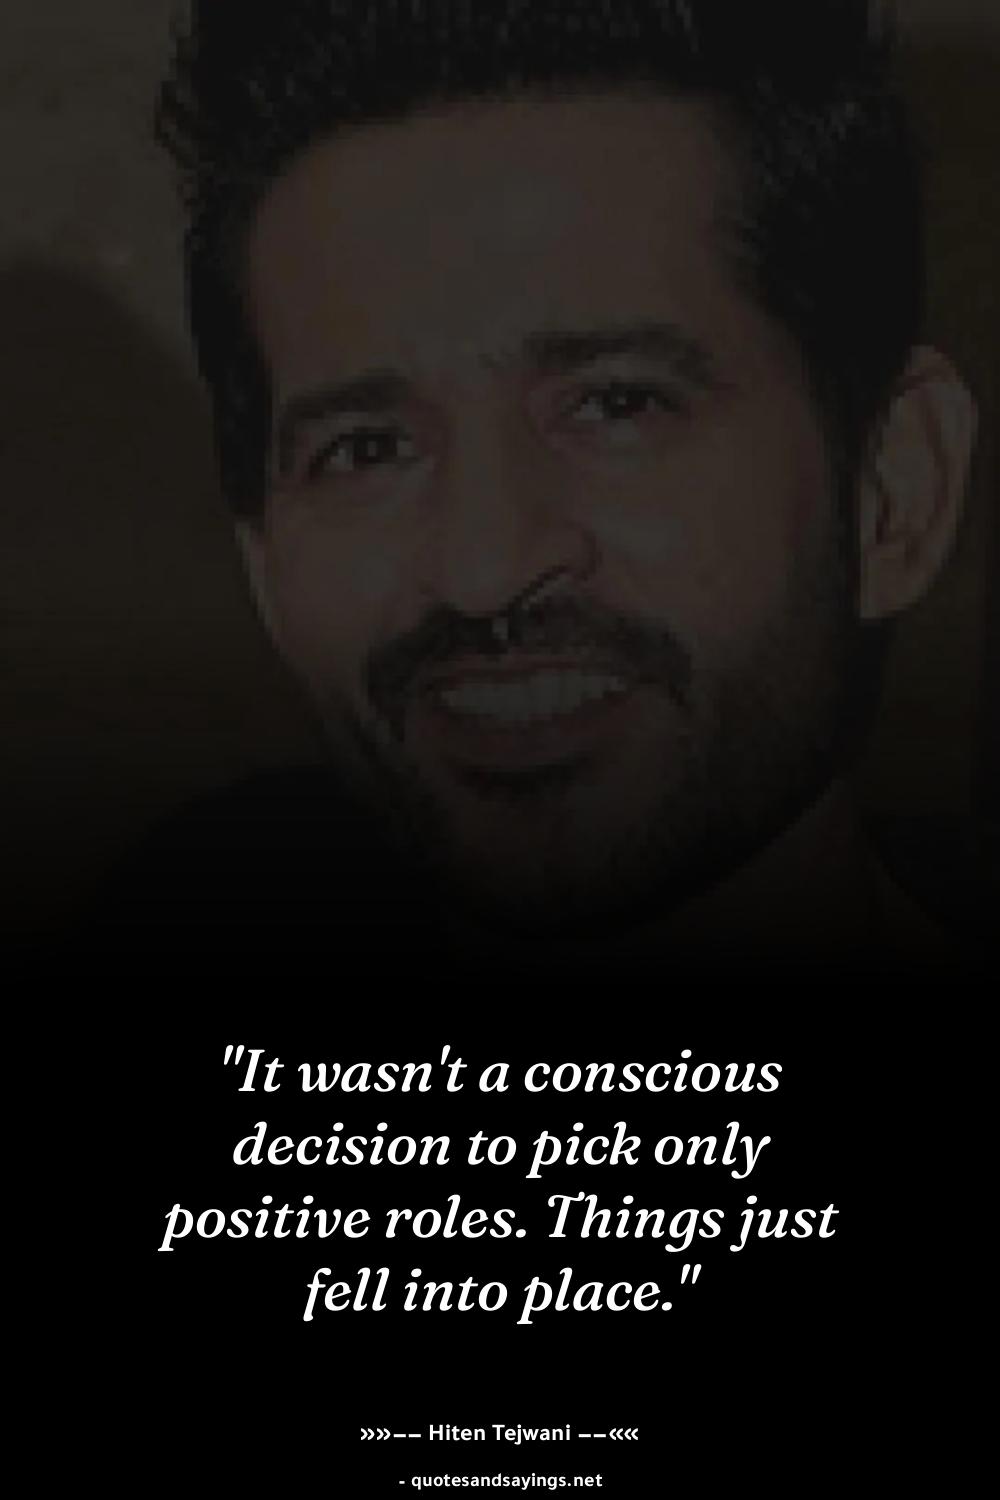 "It wasn't a conscious
decision to pick only
positive roles. Things just
fell into place."
»»−− Hiten Tejwani −−««
- quotesandsayings.net